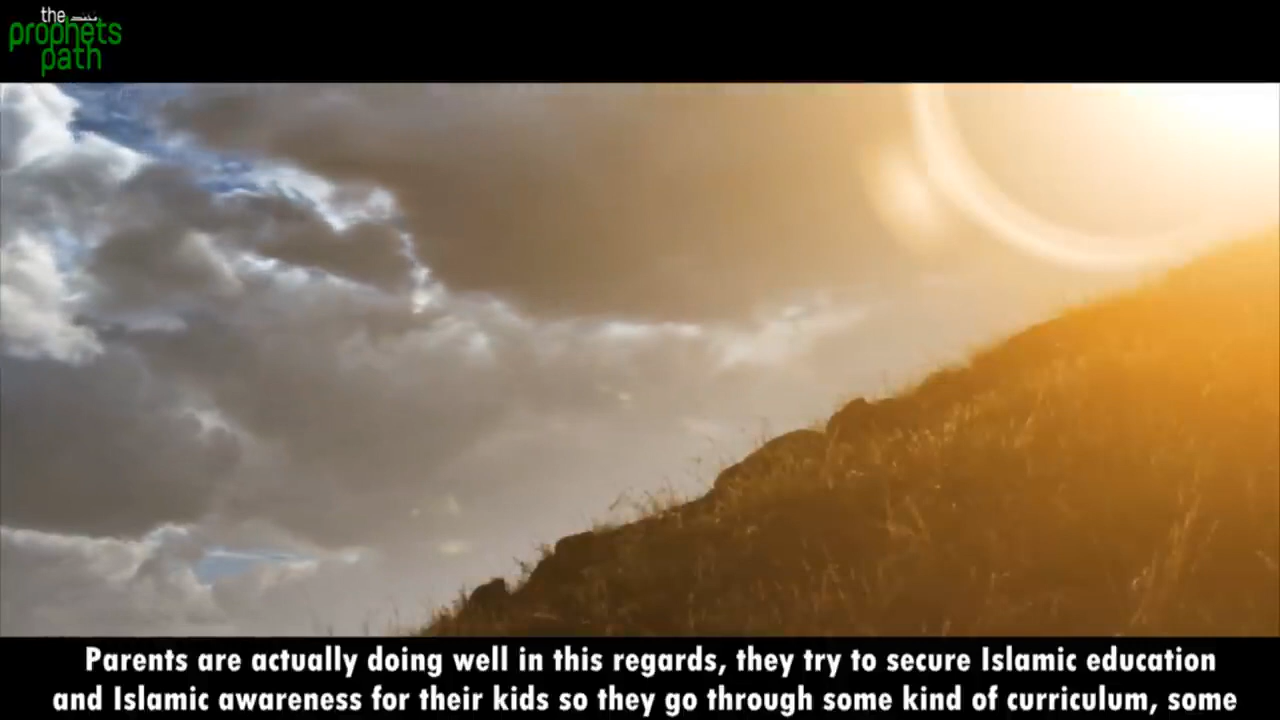 the
prophets
path
Parents are actually doing well in this regards, they try to secure Islamic education
and Islamic awareness for their kids so they go through some kind of curriculum, some